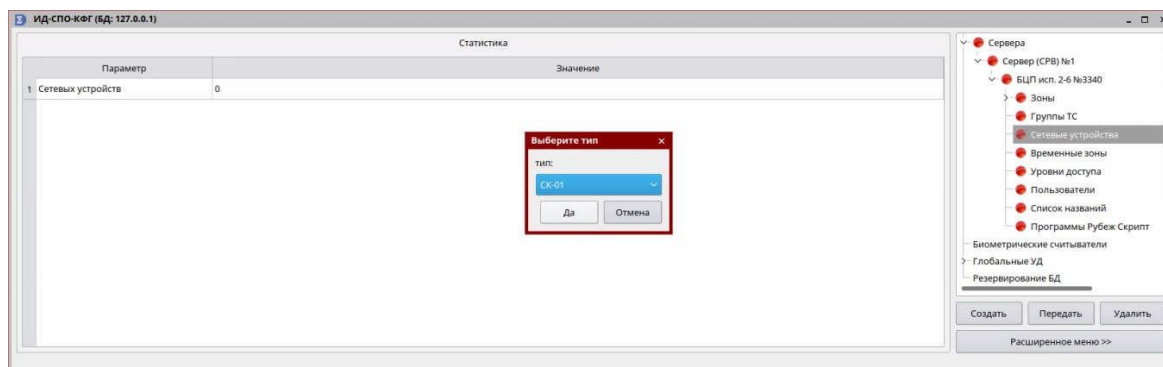 ИД-СПО-КФГ (БД: 127.0.0.1)
Статистика
Параметр Значение
1 Сетевых устройств 0
Выберите тип
тип:
СК-01
Да Отмена
Сервера
Сервер (СРВ) №1
БЦП исп. 2-6 №3340
Зоны
Группы ТС
Сетевые устройства
Временные зоны
Уровни доступа
Пользователи
Список названий
Программы Рубеж Скрипт
Биометрические считыватели
Глобальные УД
Резервирование БД
Создать Передать Удалить
Расширенное меню >>